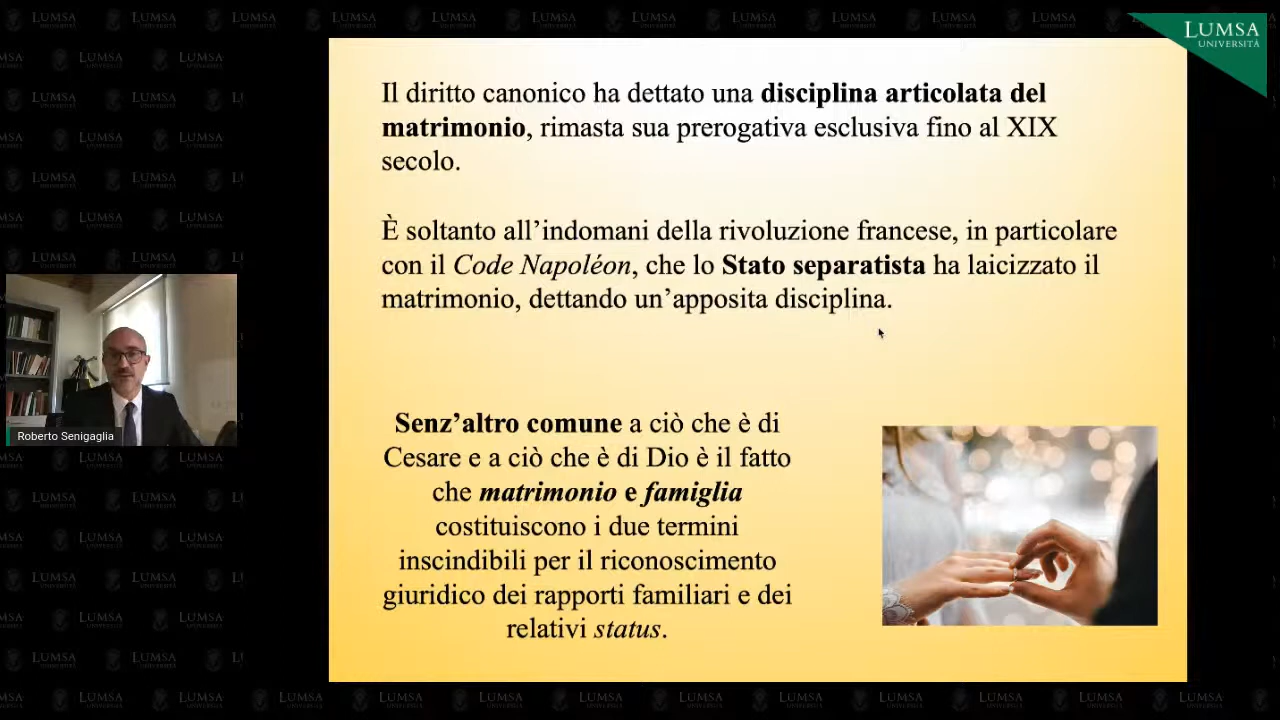 LUMSA
UNIVERSITÀ
Il diritto canonico ha dettato una disciplina articolata del
matrimonio, rimasta sua prerogativa esclusiva fino al XIX
secolo.
È soltanto all’indomani della rivoluzione francese, in particolare
con il Code Napoléon, che lo Stato separatista ha laicizzato il
matrimonio, dettando un’apposita disciplina.
Senz’altro comune a ciò che è di
Cesare e a ciò che è di Dio è il fatto
che matrimonio e famiglia
costituiscono i due termini
inscindibili per il riconoscimento
giuridico dei rapporti familiari e dei
relativi status.
Roberto Senigaglia